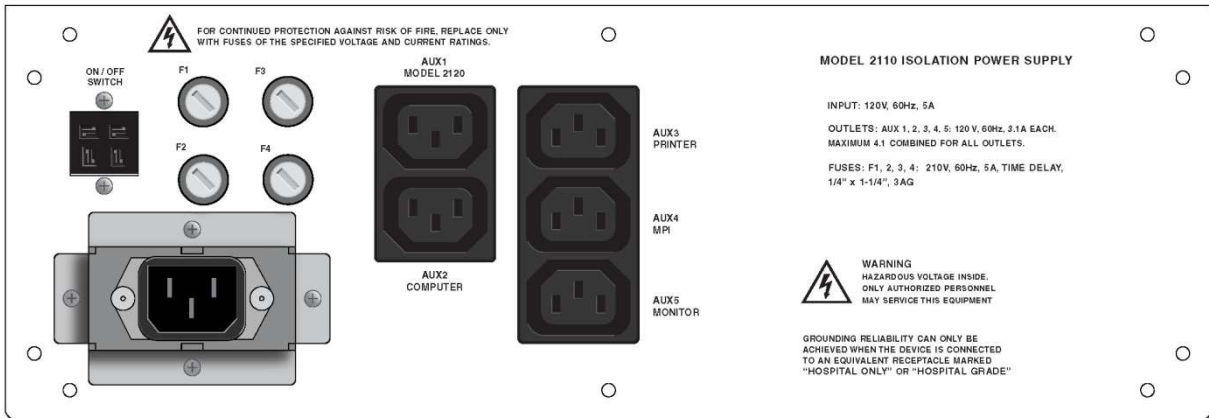 FOR CONTINUED PROTECTION AGAINST RISK OF FIRE, REPLACE ONLY
WITH FUSES OF THE SPECIFIED VOLTAGE AND CURRENT RATINGS.
ON / OFF
SWITCH
F1
F3
F2
F4
AUX1
MODEL 2120
AUX2
COMPUTER
AUX3
PRINTER
AUX4
MPI
AUX5
MONITOR
MODEL 2110 ISOLATION POWER SUPPLY
INPUT: 120V, 60Hz, 5A
OUTLETS: AUX 1, 2, 3, 4, 5: 120 V, 60Hz, 3.1A EACH.
MAXIMUM 4.1 COMBINED FOR ALL OUTLETS.
FUSES: F1, 2, 3, 4: 210V, 60Hz, 5A, TIME DELAY,
1/4” x 1-1/4”, 3AG
WARNING
HAZARDOUS VOLTAGE INSIDE.
ONLY AUTHORIZED PERSONNEL
MAY SERVICE THIS EQUIPMENT
GROUNDING RELIABILITY CAN ONLY BE
ACHIEVED WHEN THE DEVICE IS CONNECTED
TO AN EQUIVALENT RECEPTACLE MARKED
“HOSPITAL ONLY” OR “HOSPITAL GRADE”